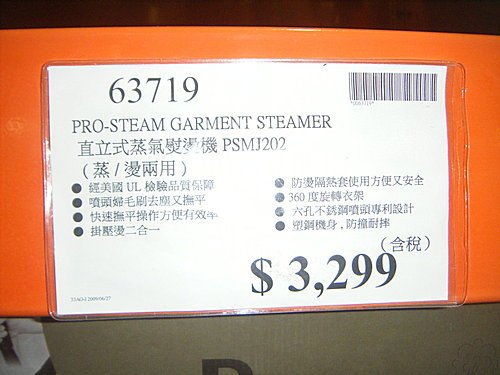 63719
*0063719*
PRO-STEAM GARMENT STEAMER
直立式蒸氣熨燙機 PSMJ202
(蒸/燙兩用)
● 經美國 UL 檢驗品質保障
● 噴頭婦毛刷去塵又撫平
● 快速撫平操作方便有效率
● 掛壓燙二合一
● 防燙隔熱套使用方便又安全
● 360 度旋轉衣架
● 六孔不銹鋼噴頭專利設計
● 塑鋼機身,防撞耐摔
(含稅)
$ 3,299
2009/06/27